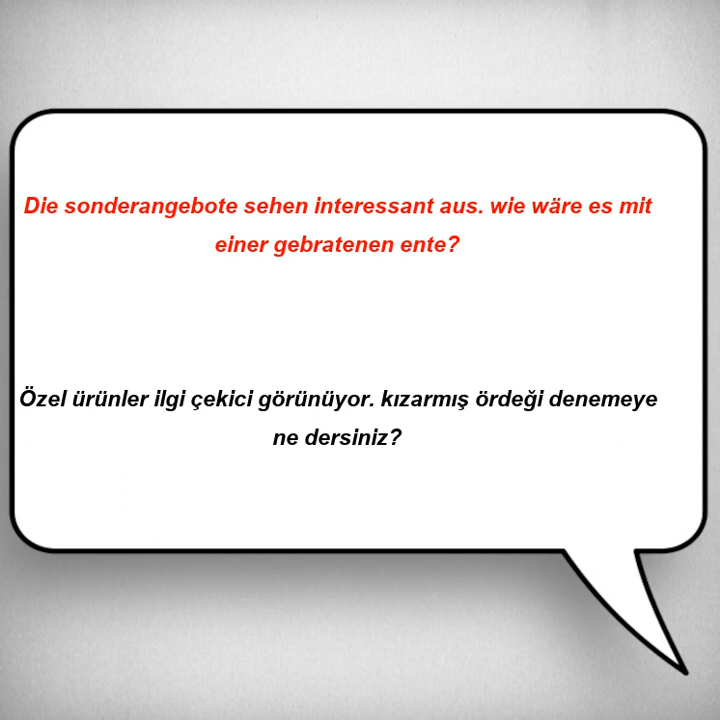 Die sonderangebote sehen interessant aus. wie wäre es mit
einer gebratenen ente?
Özel ürünler ilgi çekici görünüyor. kızarmış ördeği denemeye
ne dersiniz?